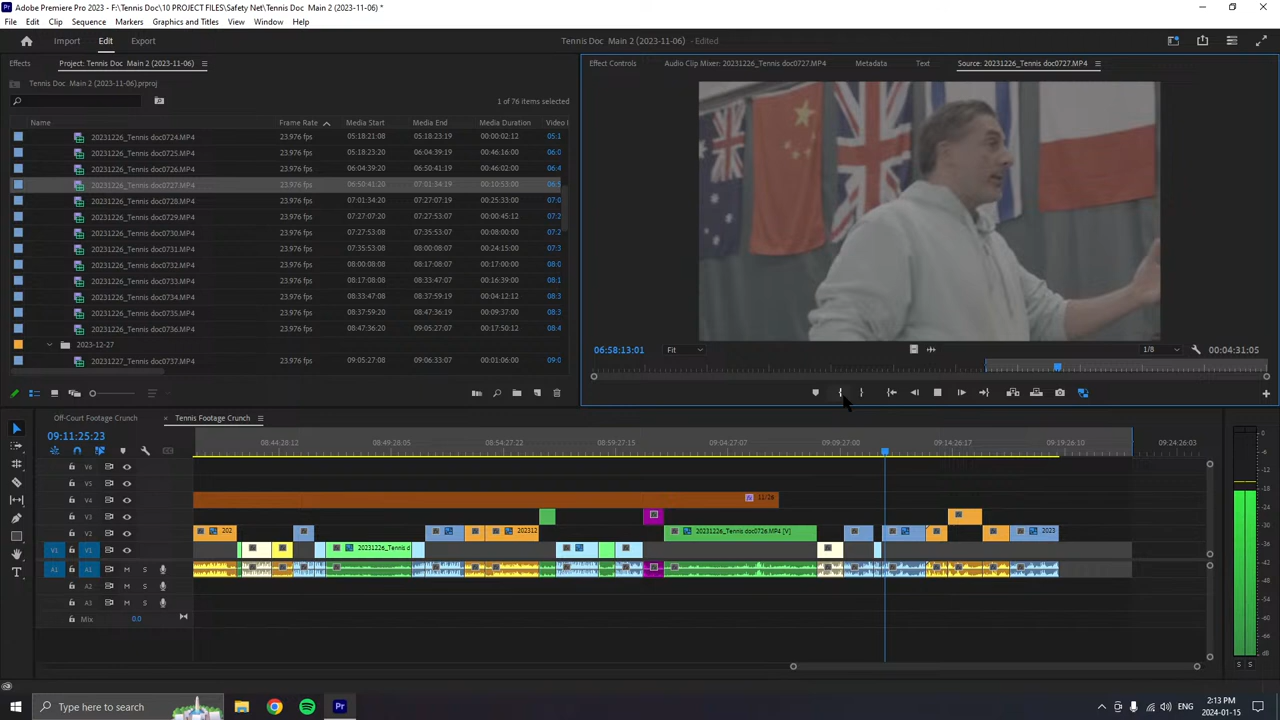 Adobe Premiere Pro 2023 - F:\Tennis Doc\10 PROJECT FILES\Safety Net\Tennis Doc  Main 2 (2023-11-06) *
File Edit Clip Sequence Markers Graphics and Titles View Window Help
Import Edit Export Tennis Doc  Main 2 (2023-11-06) - Edited
Effects Project: Tennis Doc  Main 2 (2023-11-06) Effect Controls Audio Clip Mixer: 20231226_Tennis doc0727.MP4 Metadata Text Source: 20231226_Tennis doc0727.MP4
Tennis Doc  Main 2 (2023-11-06).prproj
1 of 76 items selected
Name Frame Rate Media Start Media End Media Duration Video I
20231226_Tennis doc0724.MP4 23.976 fps 05:18:21:08 05:18:23:19 00:00:02:12 05:1
20231226_Tennis doc0725.MP4 23.976 fps 05:18:23:20 06:04:39:19 00:46:16:00 06:0
20231226_Tennis doc0726.MP4 23.976 fps 06:04:39:20 06:50:41:19 00:46:02:00 06:4
20231226_Tennis doc0727.MP4 23.976 fps 06:50:41:20 07:01:34:19 00:10:53:00 06:5
20231226_Tennis doc0728.MP4 23.976 fps 07:01:34:20 07:27:07:19 00:25:33:00 07:0
20231226_Tennis doc0729.MP4 23.976 fps 07:27:07:20 07:27:53:07 00:00:45:12 07:2
20231226_Tennis doc0730.MP4 23.976 fps 07:27:53:08 07:35:53:07 00:08:00:00 07:3
20231226_Tennis doc0731.MP4 23.976 fps 07:35:53:08 08:00:08:07 00:24:15:00 07:3
20231226_Tennis doc0732.MP4 23.976 fps 08:00:08:08 08:17:08:07 00:17:00:00 08:0
20231226_Tennis doc0733.MP4 23.976 fps 08:17:08:08 08:33:47:07 00:16:39:00 08:1
20231226_Tennis doc0734.MP4 23.976 fps 08:33:47:08 08:37:59:19 00:04:12:12 08:3
20231226_Tennis doc0735.MP4 23.976 fps 08:37:59:20 08:47:36:19 00:09:37:00 08:4
20231226_Tennis doc0736.MP4 23.976 fps 08:47:36:20 09:05:27:07 00:17:50:12 08:4
2023-12-27
20231227_Tennis doc0737.MP4 23.976 fps 09:05:27:08 09:06:33:07 00:01:06:00 09:0
06:58:13:01 Fit 1/8 00:04:31:05
Off-Court Footage Crunch × Tennis Footage Crunch
09:11:25:23
08:44:28:12 08:49:28:05 08:54:27:22 08:59:27:15 09:04:27:07 09:09:27:00 09:14:26:17 09:19:26:10 09:24:26:03
V6
V5
V4 11/26
V3
V2 202 202312 20231226_Tennis doc0726.MP4 [V] 2023
V1 V1 20231226_Tennis d
A1 A1 M S
A2 M S
A3 M S
Mix 0.0
0
-6
-12
-18
-24
-30
-36
-42
-48
-54
dB
S S
Type here to search Pr ENG 2:13 PM
2024-01-15